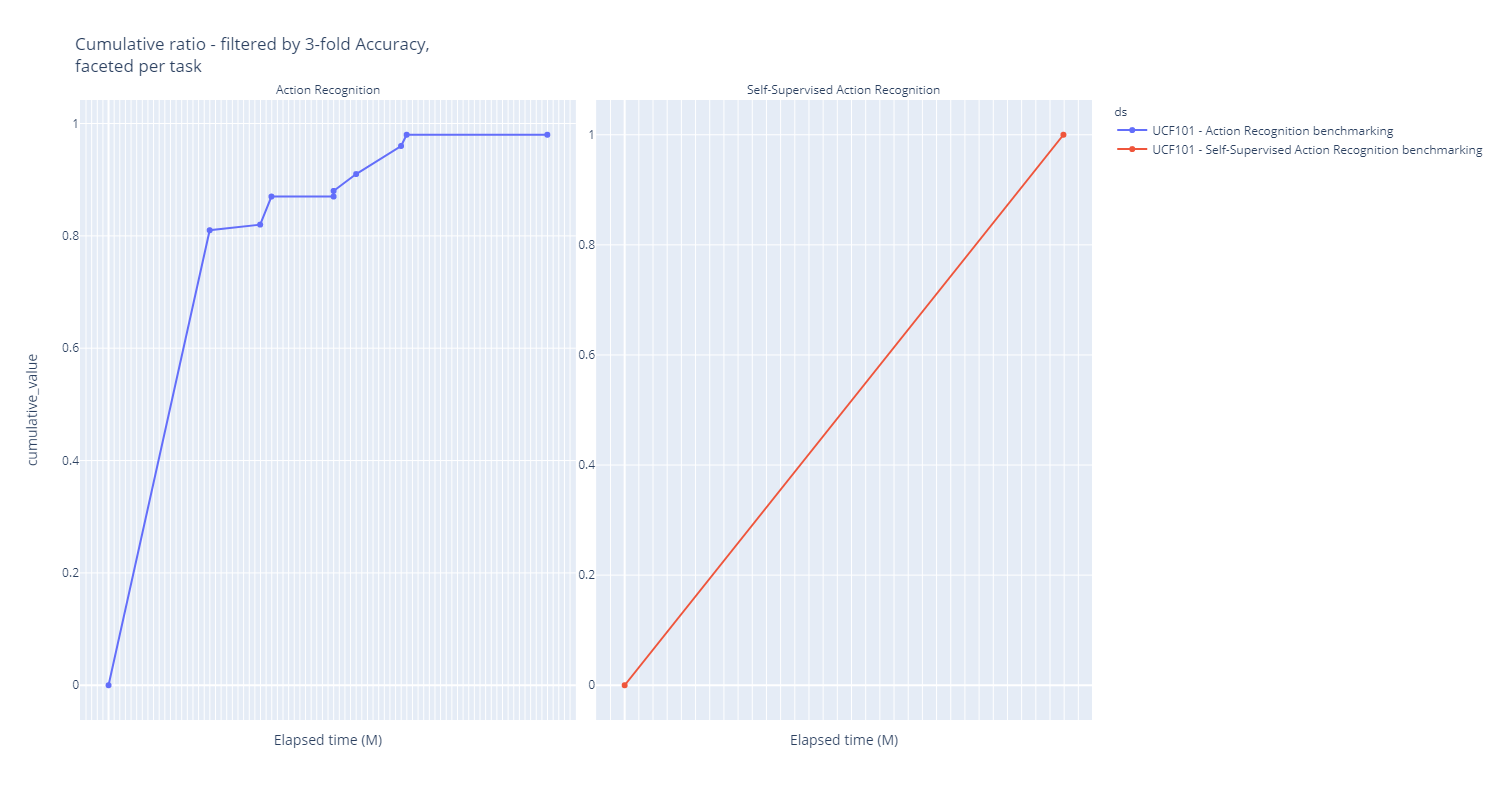 Cumulative ratio - filtered by 3-fold Accuracy,
faceted per task
Action Recognition
Self-Supervised Action Recognition
ds
UCF101 - Action Recognition benchmarking
UCF101 - Self-Supervised Action Recognition benchmarking
cumulative_value
1
0.8
0.6
0.4
0.2
0
1
0.8
0.6
0.4
0.2
0
Elapsed time (M)
Elapsed time (M)